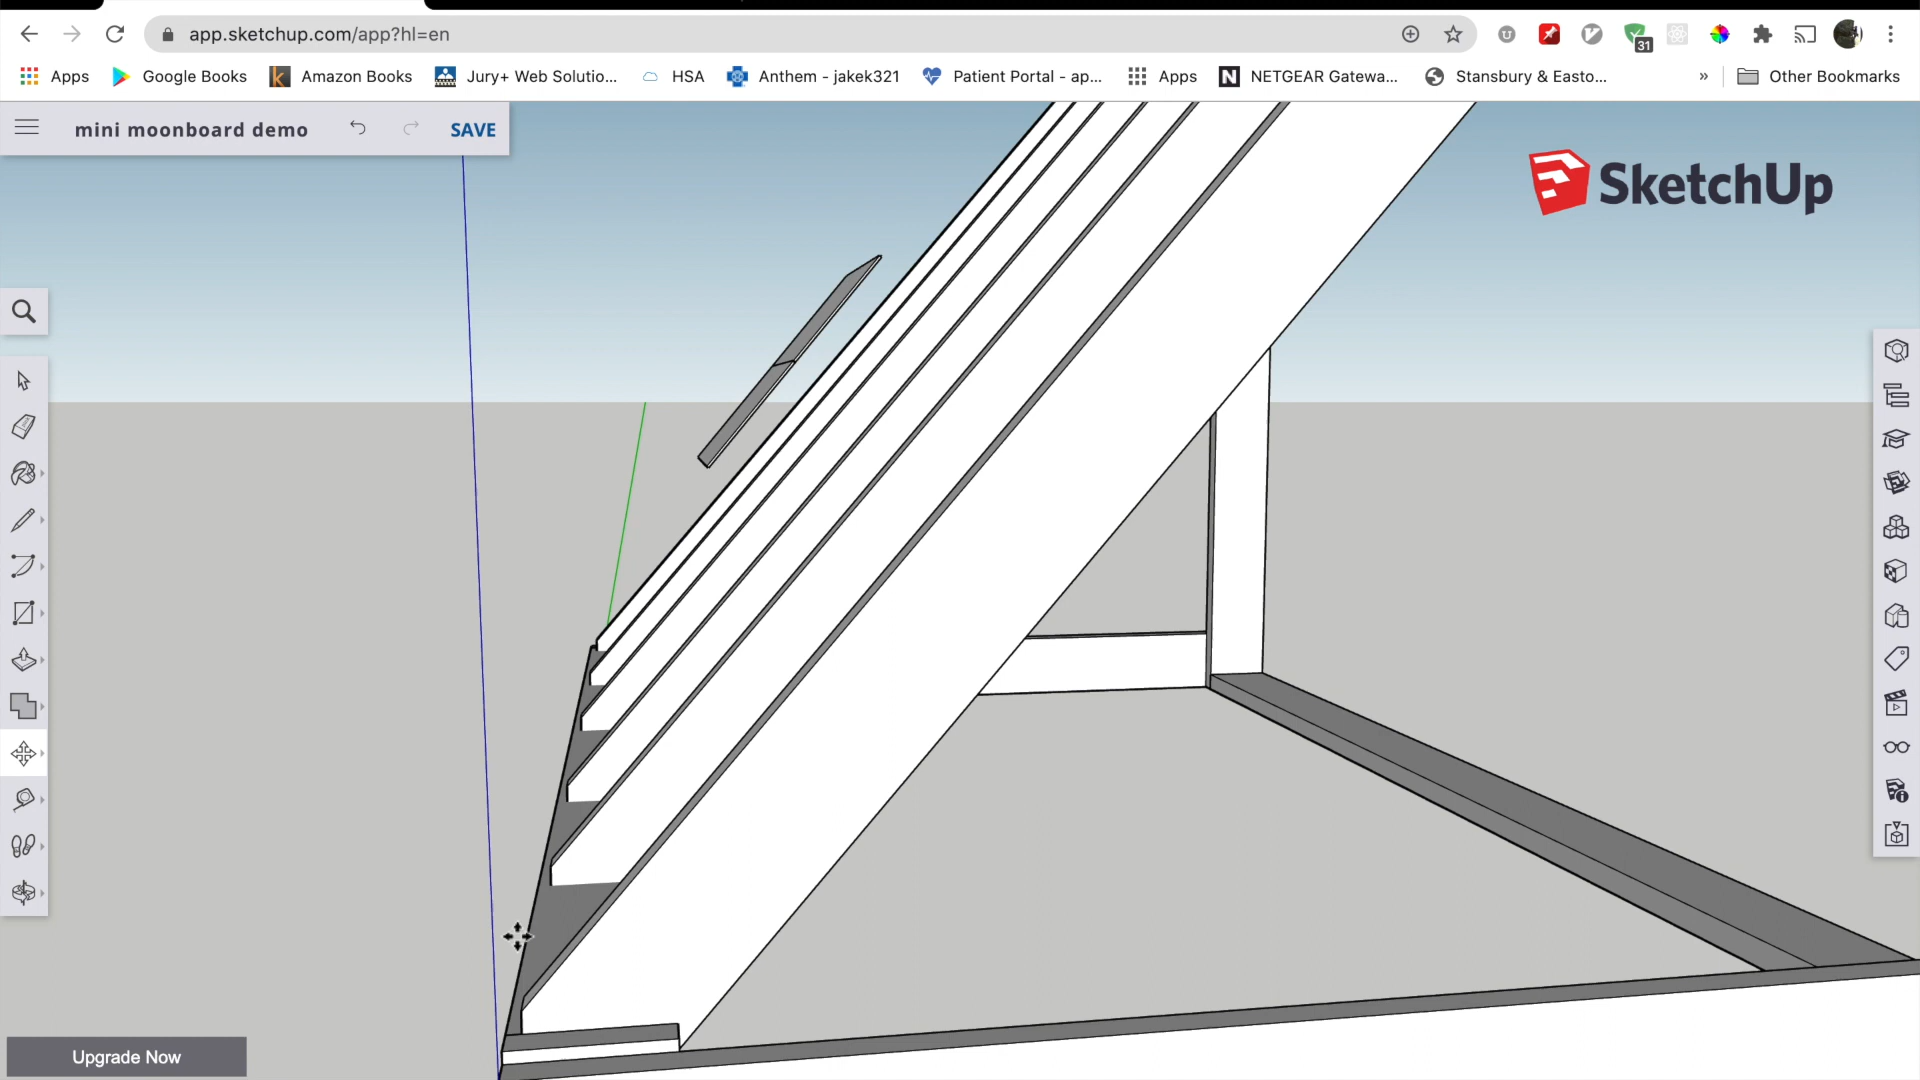 app.sketchup.com/app?hl=en
31
Apps Google Books Amazon Books Jury+ Web Solutio... HSA Anthem - jakek321 Patient Portal - ap... Apps NETGEAR Gatewa... Stansbury & Easto... » Other Bookmarks
mini moonboard demo SAVE
SketchUp
Upgrade Now